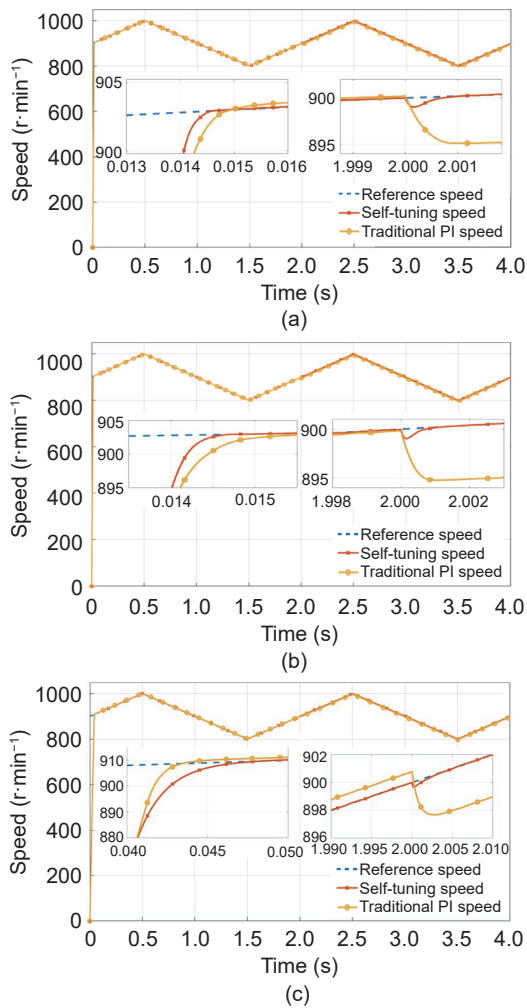 1000
800
600
400
200
0
Speed (r·min⁻¹)
903
900
0.013 0.014 0.015 0.016
900
895
1.999 2.000 2.001
Reference speed
Self-tuning speed
Traditional PI speed
0 0.5 1.0 1.5 2.0 2.5 3.0 3.5 4.0
Time (s)
(a)
1000
800
600
400
200
0
Speed (r·min⁻¹)
905
900
895
0.014 0.015
900
895
1.998 2.000 2.002
Reference speed
Self-tuning speed
Traditional PI speed
0 0.5 1.0 1.5 2.0 2.5 3.0 3.5 4.0
Time (s)
(b)
1000
800
600
400
200
0
Speed (r·min⁻¹)
910
900
890
880
0.040 0.045 0.050
902
900
898
896
1.990 1.995 2.000 2.005 2.010
Reference speed
Self-tuning speed
Traditional PI speed
0 0.5 1.0 1.5 2.0 2.5 3.0 3.5 4.0
Time (s)
(c)